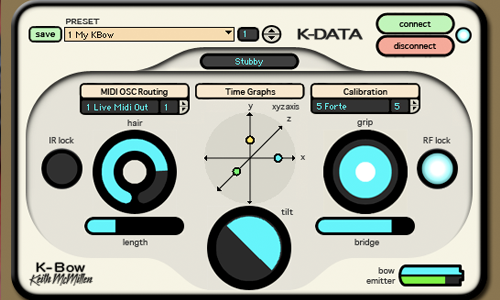 PRESET
save
1 My KBow
1
K-DATA
connect
disconnect
Stubby
MIDI OSC Routing
Time Graphs
Calibration
1 Live Midi Out
1
5 Forte
5
hair
y
xyz axis
z
grip
IR lock
x
RF lock
tilt
length
bridge
K-Bow
Keith McMillen
bow
emitter